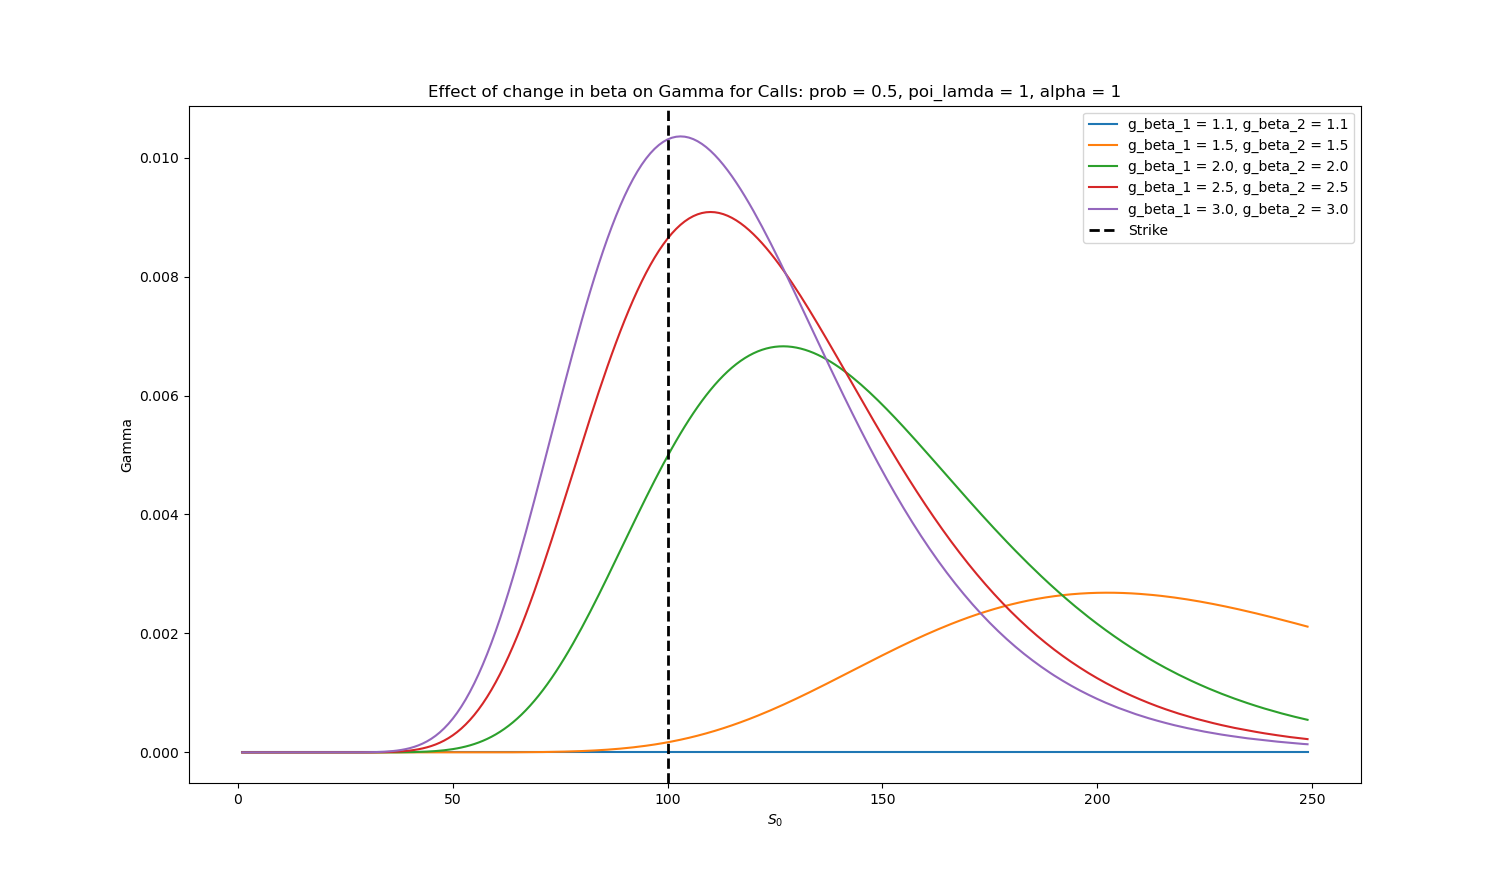 Effect of change in beta on Gamma for Calls: prob = 0.5, poi_lamda = 1, alpha = 1
g_beta_1 = 1.1, g_beta_2 = 1.1
g_beta_1 = 1.5, g_beta_2 = 1.5
g_beta_1 = 2.0, g_beta_2 = 2.0
g_beta_1 = 2.5, g_beta_2 = 2.5
g_beta_1 = 3.0, g_beta_2 = 3.0
Strike
0.010
0.008
0.006
0.004
0.002
0.000
Gamma
0 50 100 150 200 250
S₀